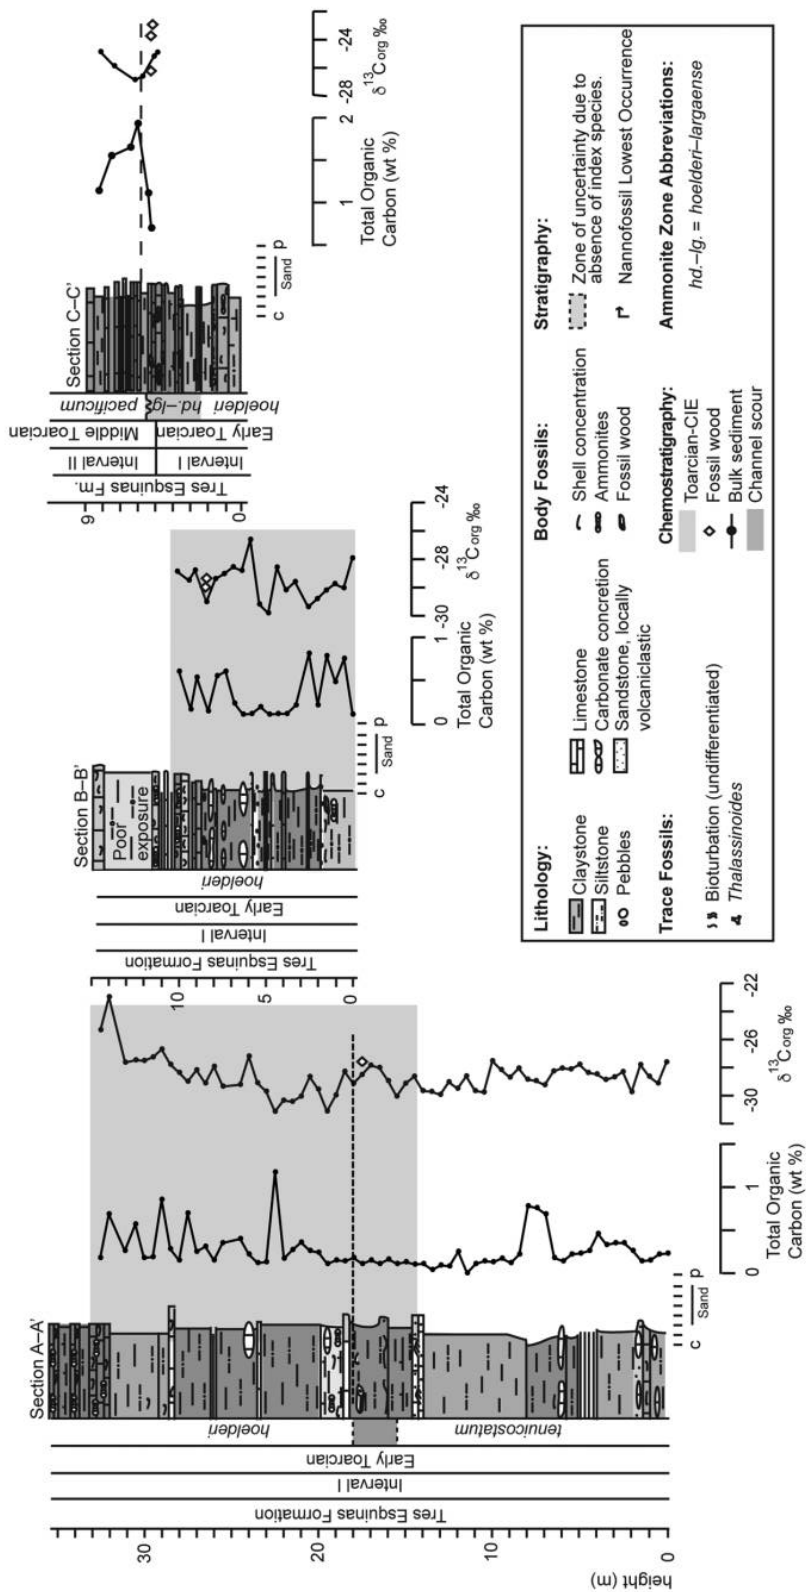 Section A–A'
Tres Esquinas Formation
Interval I
Early Toarcian
hoelderi
tenuicostatum
height (m)
0
10
20
30
c
Sand
p
0
1
Total Organic
Carbon (wt %)
-30
-26
-22
δ13Corg ‰
Section B–B'
Poor
exposure
Tres Esquinas Formation
Interval I
Early Toarcian
hoelderi
0
5
10
c
Sand
p
0
1
Total Organic
Carbon (wt %)
-30
-28
-24
δ13Corg ‰
Section C–C'
Tres Esquinas Fm.
Interval I
Interval II
Early Toarcian
Middle Toarcian
hoelderi
hd.–lg.
pacificum
0
9
c
Sand
p
1
2
Total Organic
Carbon (wt %)
-28
-24
δ13Corg ‰
Lithology:
Claystone
Siltstone
Pebbles
Limestone
Carbonate concretion
Sandstone, locally
volcaniclastic
Trace Fossils:
Bioturbation (undifferentiated)
Thalassinoides
Body Fossils:
Shell concentration
Ammonites
Fossil wood
Chemostratigraphy:
Toarcian-CIE
Fossil wood
Bulk sediment
Channel scour
Stratigraphy:
Zone of uncertainty due to
absence of index species.
Nannofossil Lowest Occurrence
Ammonite Zone Abbreviations:
hd.–lg. = hoelderi–largaense